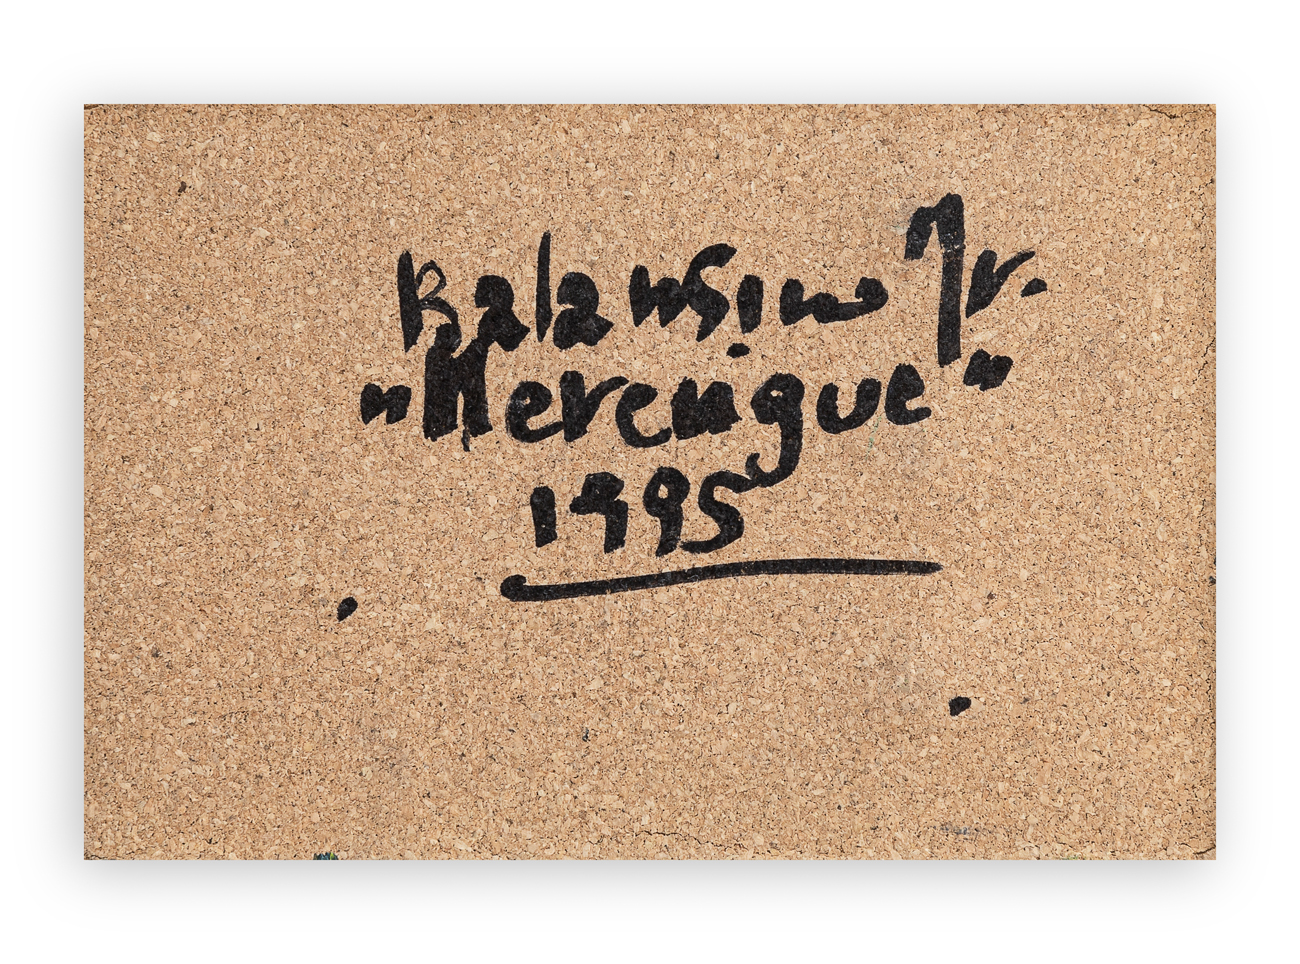 Balansino Jr.
"Merengue"
1995